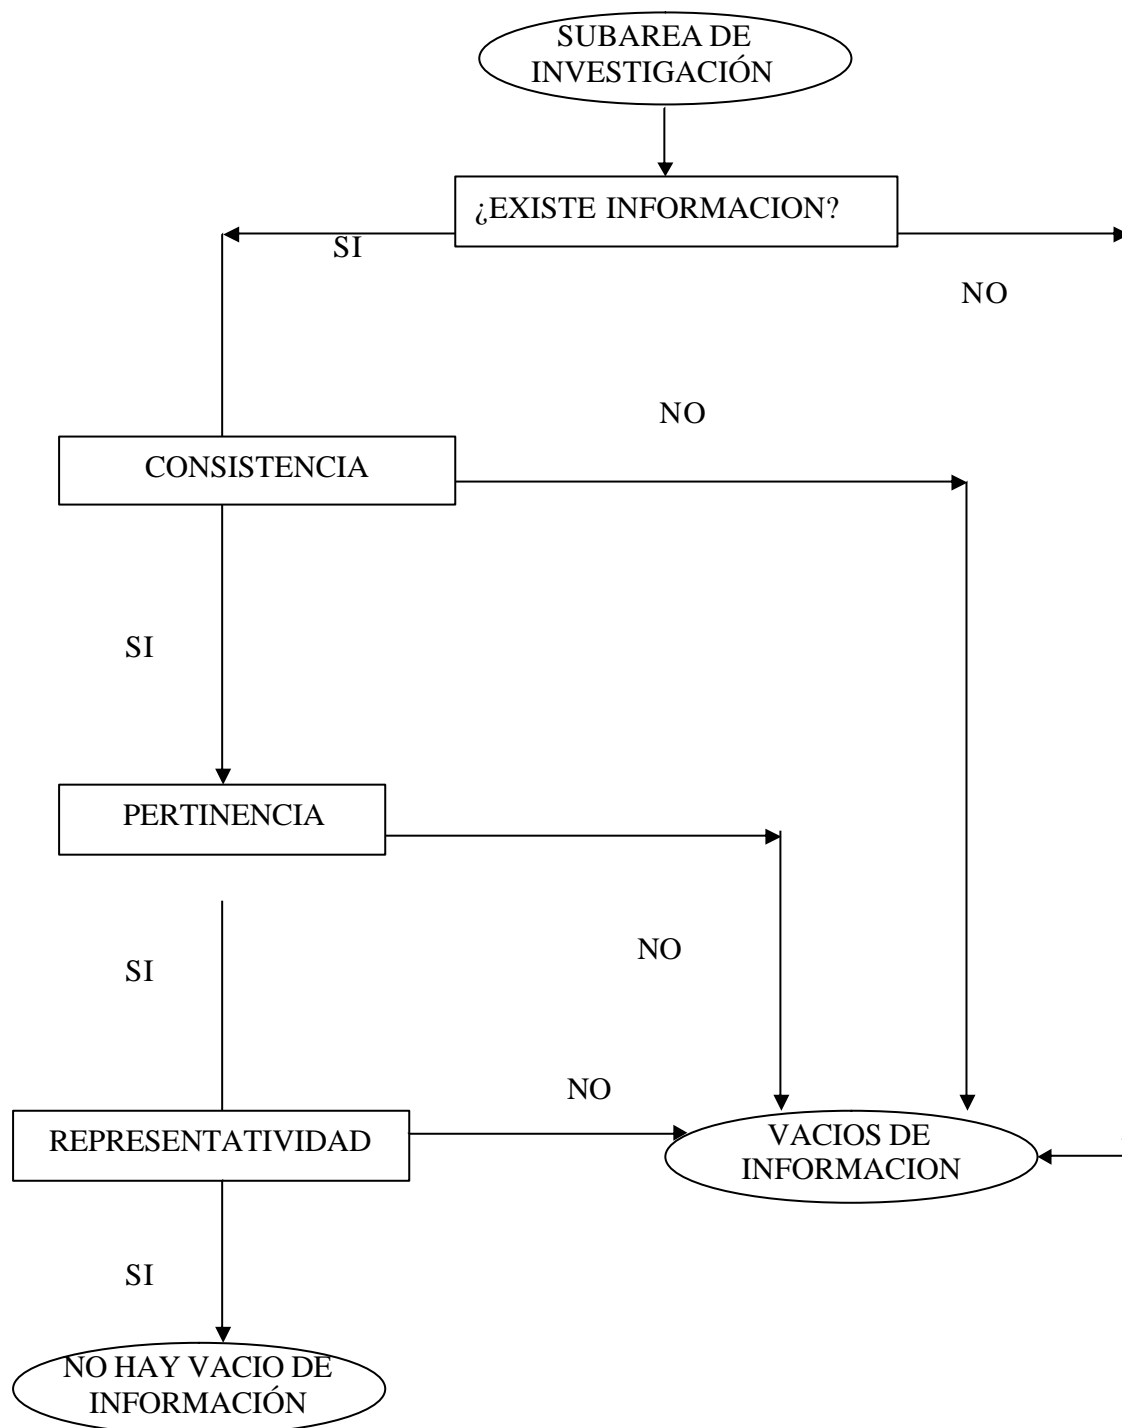 SUBAREA DE
INVESTIGACIÓN
¿EXISTE INFORMACION?
SI
NO
NO
CONSISTENCIA
SI
PERTINENCIA
NO
SI
NO
REPRESENTATIVIDAD
VACIOS DE
INFORMACION
SI
NO HAY VACIO DE
INFORMACIÓN